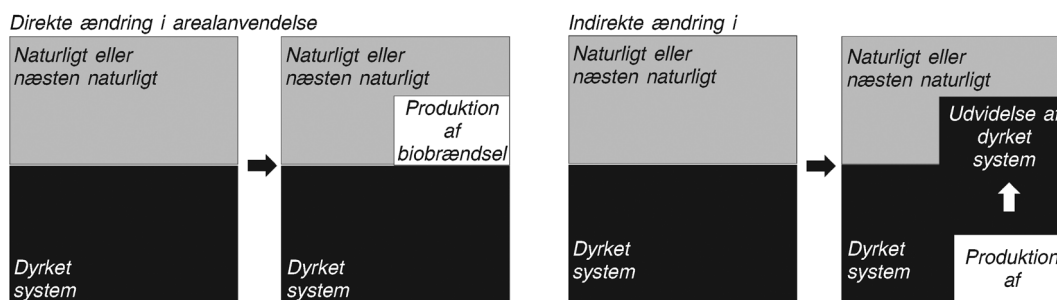 Direkte ændring i arealanvendelse
Naturligt eller
næsten naturligt
Dyrket
system
Naturligt eller
næsten naturligt
Produktion
af
biobrændsel
Dyrket
system
Indirekte ændring i
Naturligt eller
næsten naturligt
Dyrket
system
Naturligt eller
næsten naturligt
Udvidelse af
dyrket
system
Dyrket
system
Produktion
af